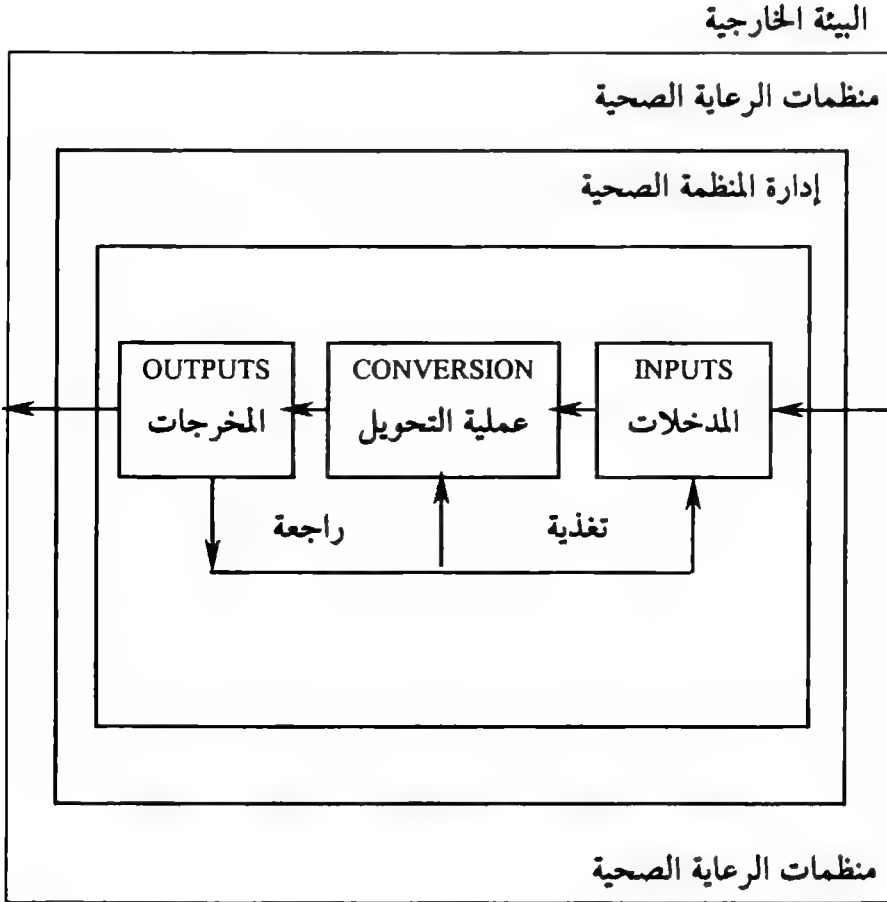 البيئة الخارجية
منظمات الرعاية الصحية
إدارة المنظمة الصحية
INPUTS
المدخلات
CONVERSION
عملية التحويل
OUTPUTS
المخرجات
تغذية راجعة
منظمات الرعاية الصحية